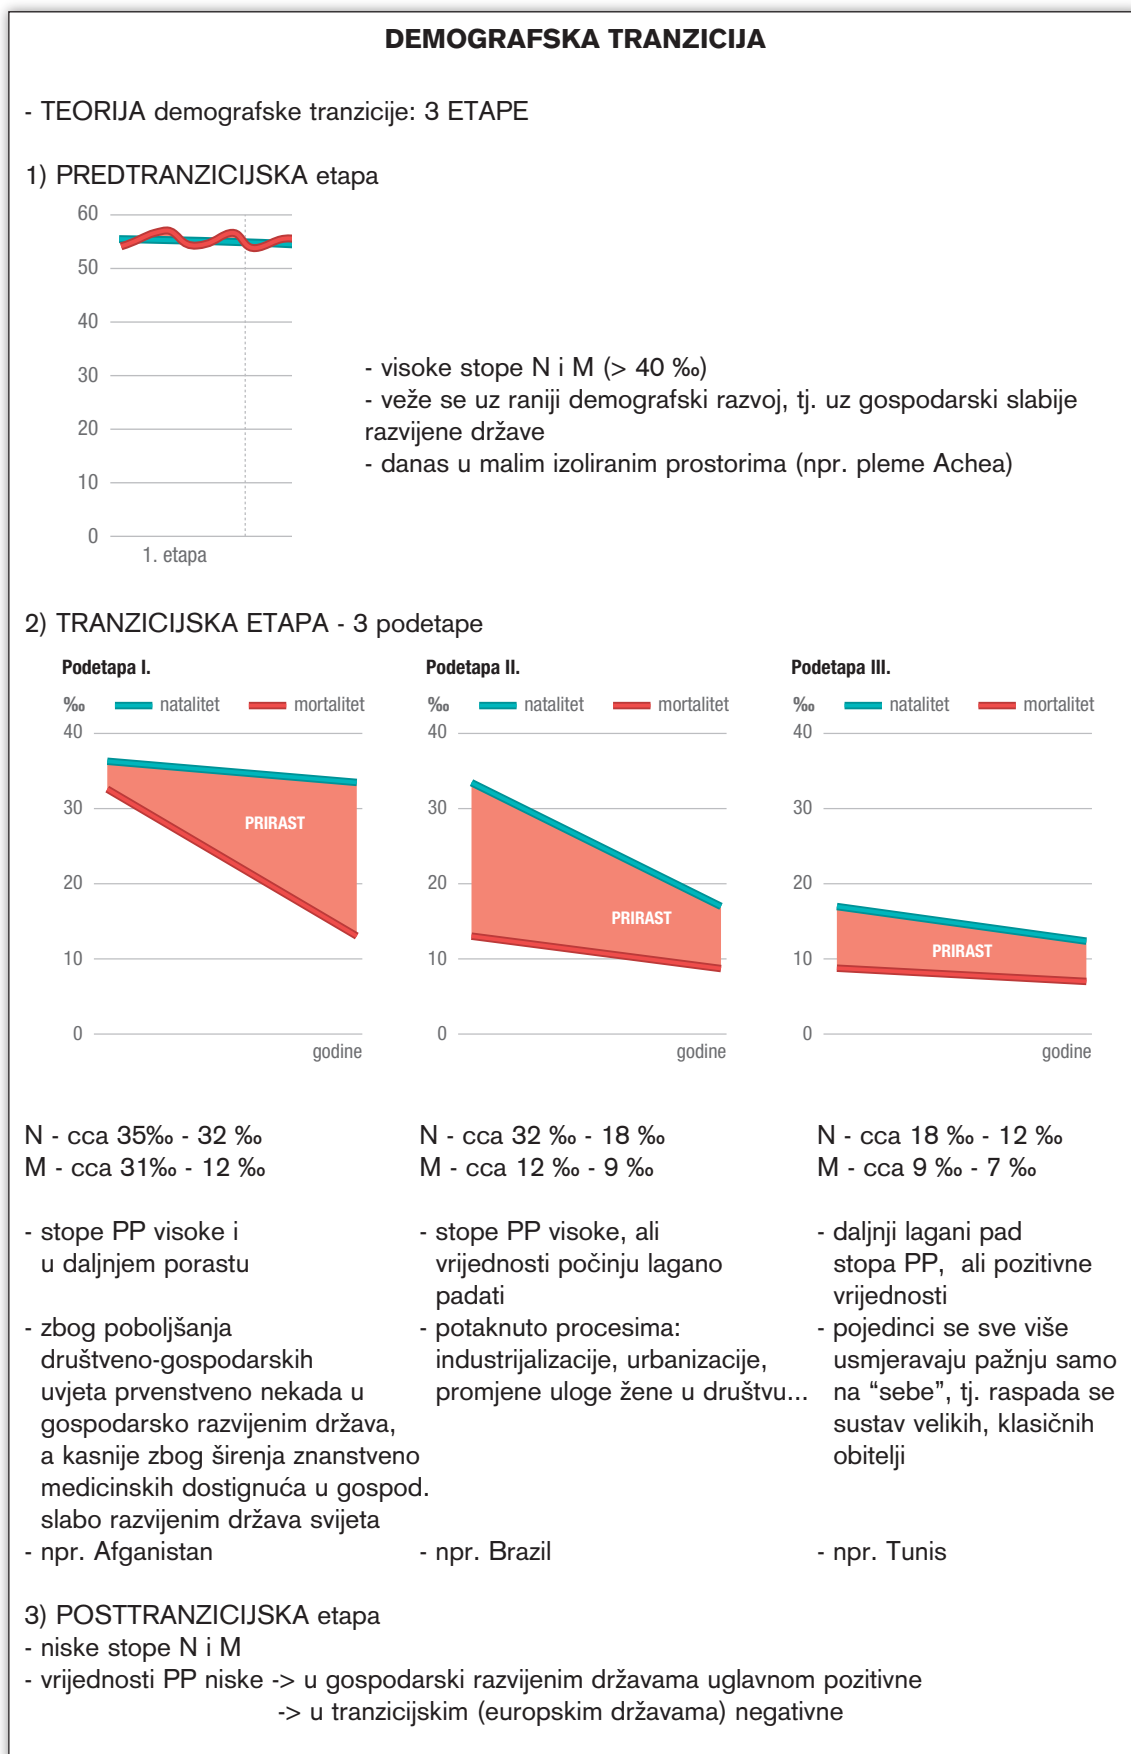 DEMOGRAFSKA TRANZICIJA
- TEORIJA demografske tranzicije: 3 ETAPE
1) PREDTRANZICIJSKA etapa
60
50
40
30
20
10
0
1. etapa
- visoke stope N i M (> 40 ‰)
- veže se uz raniji demografski razvoj, tj. uz gospodarski slabije
razvijene države
- danas u malim izoliranim prostorima (npr. pleme Achea)
2) TRANZICIJSKA ETAPA - 3 podetape
Podetapa I.
‰ natalitet mortalitet
40
30
20
10
0
PRIRAST
godine
Podetapa II.
‰ natalitet mortalitet
40
30
20
10
0
PRIRAST
godine
Podetapa III.
‰ natalitet mortalitet
40
30
20
10
0
PRIRAST
godine
N - cca 35‰ - 32 ‰
M - cca 31‰ - 12 ‰
- stope PP visoke i
u daljnjem porastu
- zbog poboljšanja
društveno-gospodarskih
uvjeta prvenstveno nekada u
gospodarsko razvijenim država,
a kasnije zbog širenja znanstveno
medicinskih dostignuća u gospod.
slabo razvijenim država svijeta
- npr. Afganistan
N - cca 32 ‰ - 18 ‰
M - cca 12 ‰ - 9 ‰
- stope PP visoke, ali
vrijednosti počinju lagano
padati
- potaknuto procesima:
industrijalizacije, urbanizacije,
promjene uloge žene u društvu...
- npr. Brazil
N - cca 18 ‰ - 12 ‰
M - cca 9 ‰ - 7 ‰
- daljnji lagani pad
stopa PP, ali pozitivne
vrijednosti
- pojedinci se sve više
usmjeravaju pažnju samo
na “sebe”, tj. raspada se
sustav velikih, klasičnih
obitelji
- npr. Tunis
3) POSTTRANZICIJSKA etapa
- niske stope N i M
- vrijednosti PP niske -> u gospodarski razvijenim državama uglavnom pozitivne
-> u tranzicijskim (europskim državama) negativne